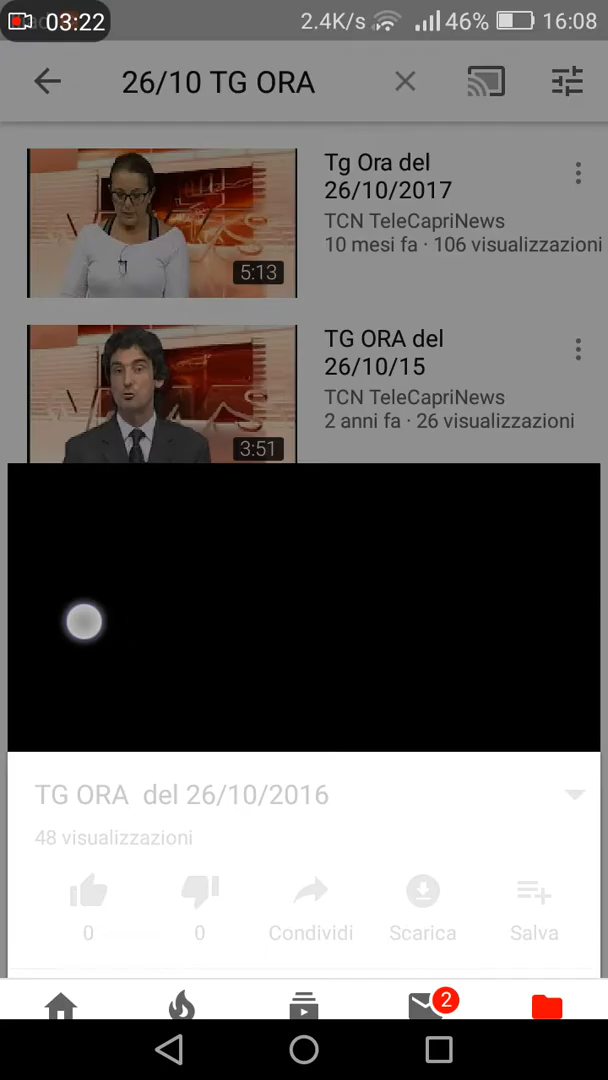 03:22 2.4K/s 46% 16:08
26/10 TG ORA
Tg Ora del
26/10/2017
TCN TeleCapriNews
10 mesi fa · 106 visualizzazioni
5:13
TG ORA del
26/10/15
TCN TeleCapriNews
2 anni fa · 26 visualizzazioni
3:51
TG ORA del 26/10/2016
48 visualizzazioni
0 0 Condividi Scarica Salva
2